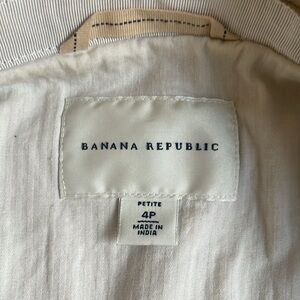 BANANA REPUBLIC
PETITE
4P
MADE IN
INDIA